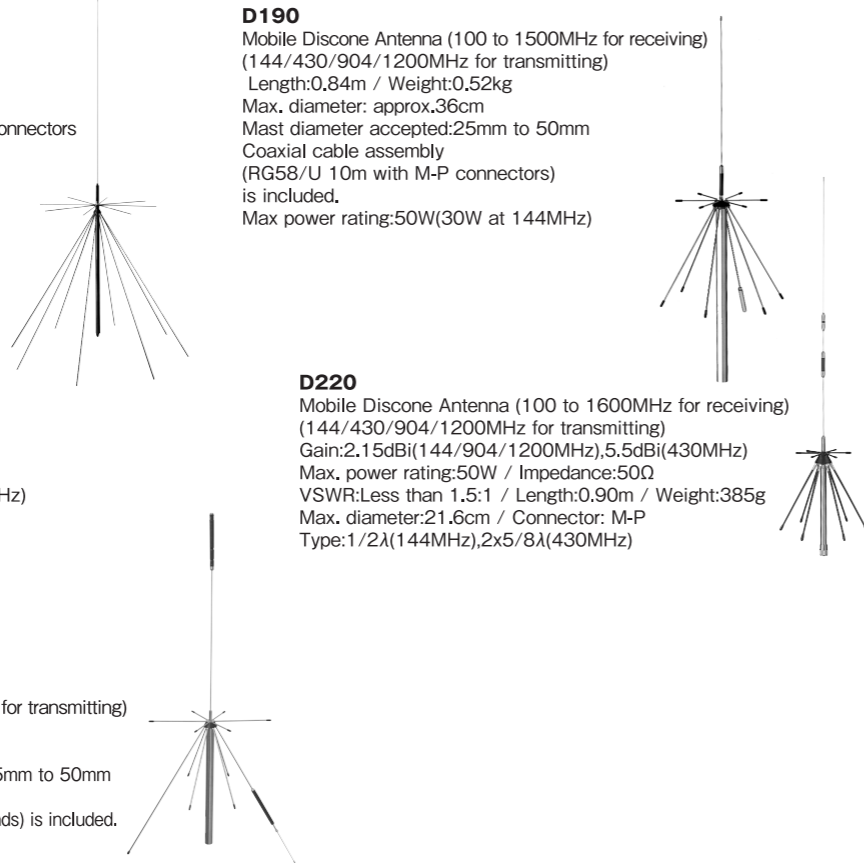 onnectors
Hz)
for transmitting)
5mm to 50mm
ds) is included.
D190
Mobile Discone Antenna (100 to 1500MHz for receiving)
(144/430/904/1200MHz for transmitting)
Length:0.84m / Weight:0.52kg
Max. diameter: approx.36cm
Mast diameter accepted:25mm to 50mm
Coaxial cable assembly
(RG58/U 10m with M-P connectors)
is included.
Max power rating:50W(30W at 144MHz)
D220
Mobile Discone Antenna (100 to 1600MHz for receiving)
(144/430/904/1200MHz for transmitting)
Gain:2.15dBi(144/904/1200MHz),5.5dBi(430MHz)
Max. power rating:50W / Impedance:50Ω
VSWR:Less than 1.5:1 / Length:0.90m / Weight:385g
Max. diameter:21.6cm / Connector: M-P
Type:1/2λ(144MHz),2x5/8λ(430MHz)